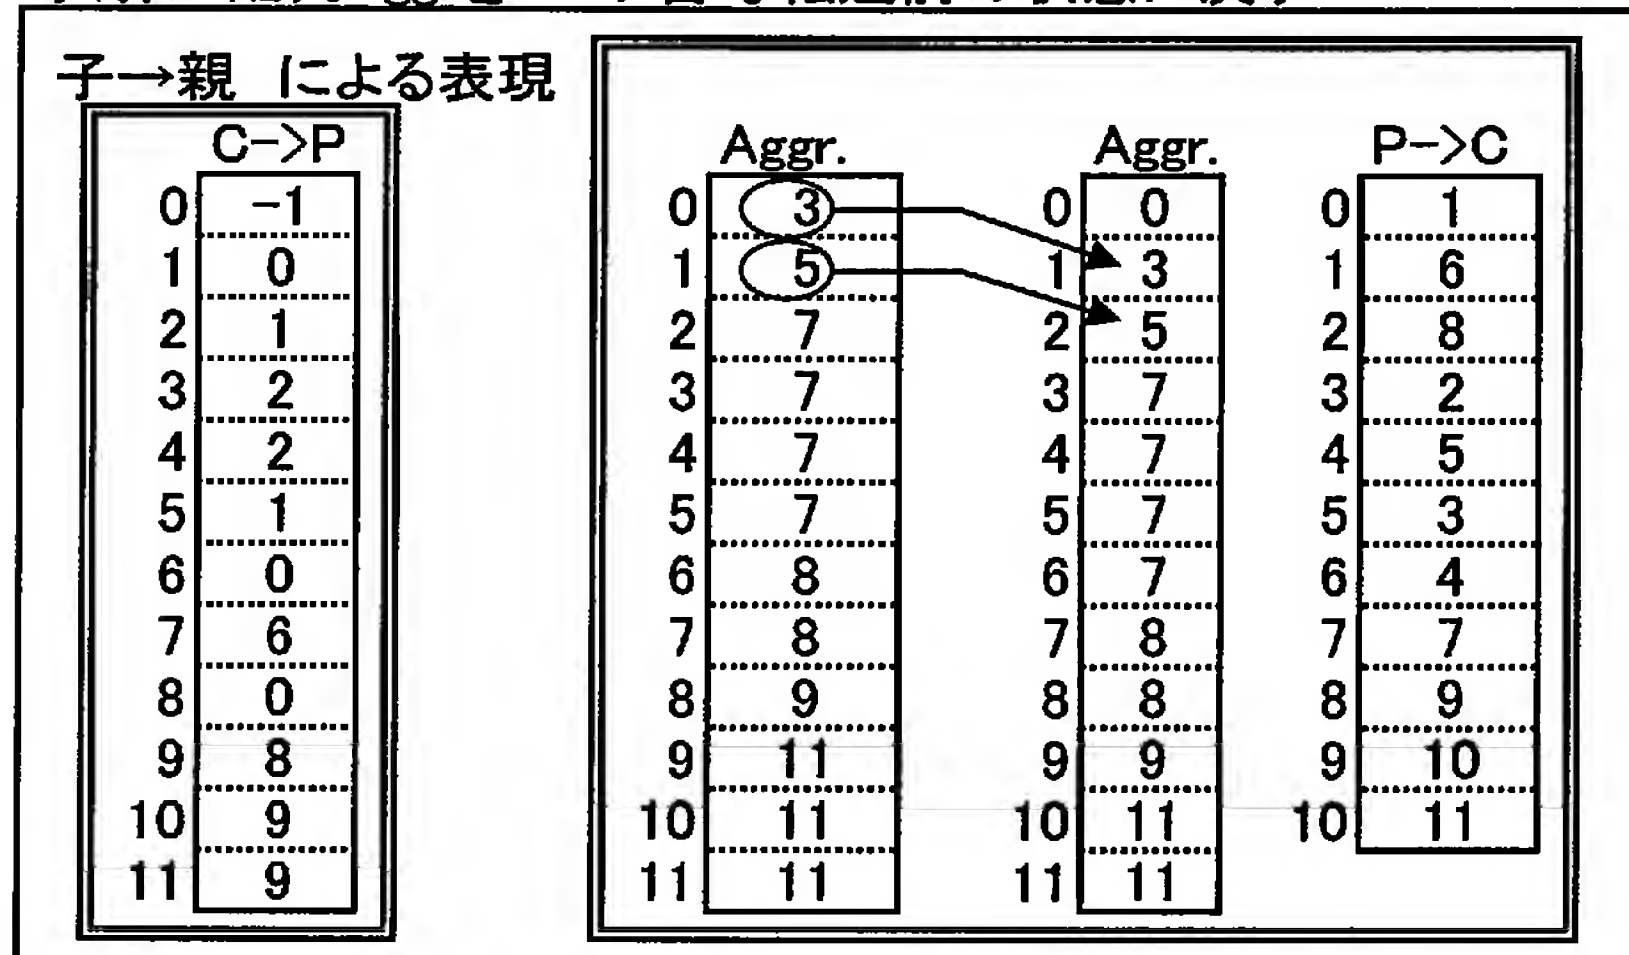 子→親 による表現
C->P
0 -1
1 0
2 1
3 2
4 2
5 1
6 0
7 6
8 0
9 8
10 9
11 9
Aggr. Aggr. P->C
0 3 0 0 0 1
1 5 1 3 1 6
2 7 2 5 2 8
3 7 3 7 3 2
4 7 4 7 4 5
5 7 5 7 5 3
6 8 6 7 6 4
7 8 7 8 7 7
8 9 8 8 8 9
9 11 9 9 9 10
10 11 10 11 10 11
11 11 11 11